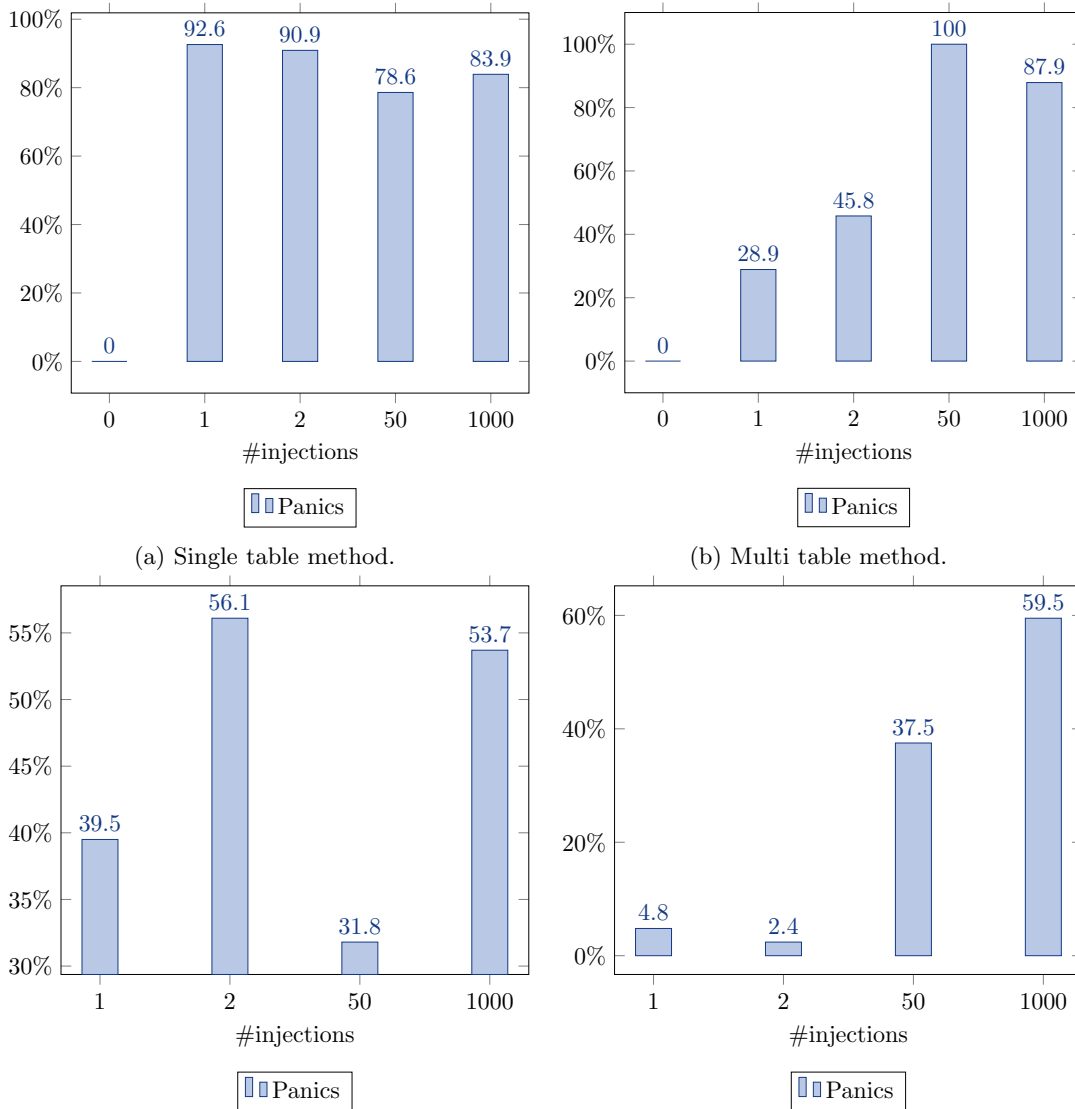 100%
80%
60%
40%
20%
0%
92.6
90.9
78.6
83.9
0
0 1 2 50 1000
#injections
Panics
(a) Single table method.
100%
80%
60%
40%
20%
0%
100
87.9
45.8
28.9
0
0 1 2 50 1000
#injections
Panics
(b) Multi table method.
55%
50%
45%
40%
35%
30%
56.1
53.7
39.5
31.8
1 2 50 1000
#injections
Panics
60%
40%
20%
0%
59.5
37.5
4.8
2.4
1 2 50 1000
#injections
Panics